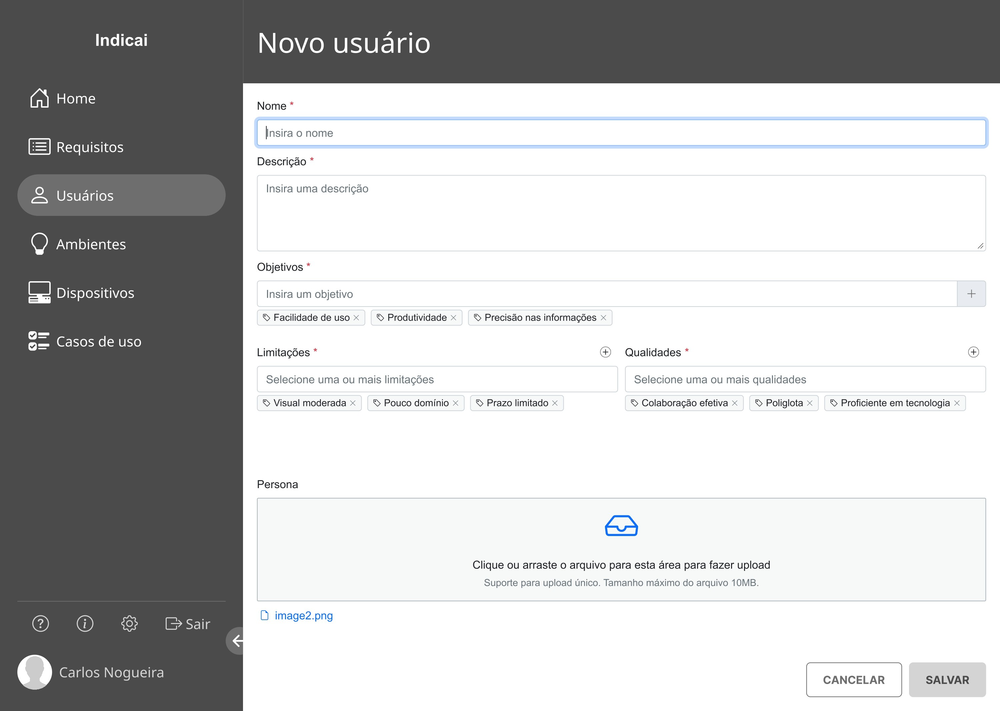 Indicai
Home
Requisitos
Usuários
Ambientes
Dispositivos
Casos de uso
Sair
Carlos Nogueira
Novo usuário
Nome *
Insira o nome
Descrição *
Insira uma descrição
Objetivos *
Insira um objetivo
Facilidade de uso
Produtividade
Precisão nas informações
Limitações *
Selecione uma ou mais limitações
Visual moderada
Pouco domínio
Prazo limitado
Qualidades *
Selecione uma ou mais qualidades
Colaboração efetiva
Poliglota
Proficiente em tecnologia
Persona
Clique ou arraste o arquivo para esta área para fazer upload
Suporte para upload único. Tamanho máximo do arquivo 10MB.
image2.png
CANCELAR
SALVAR